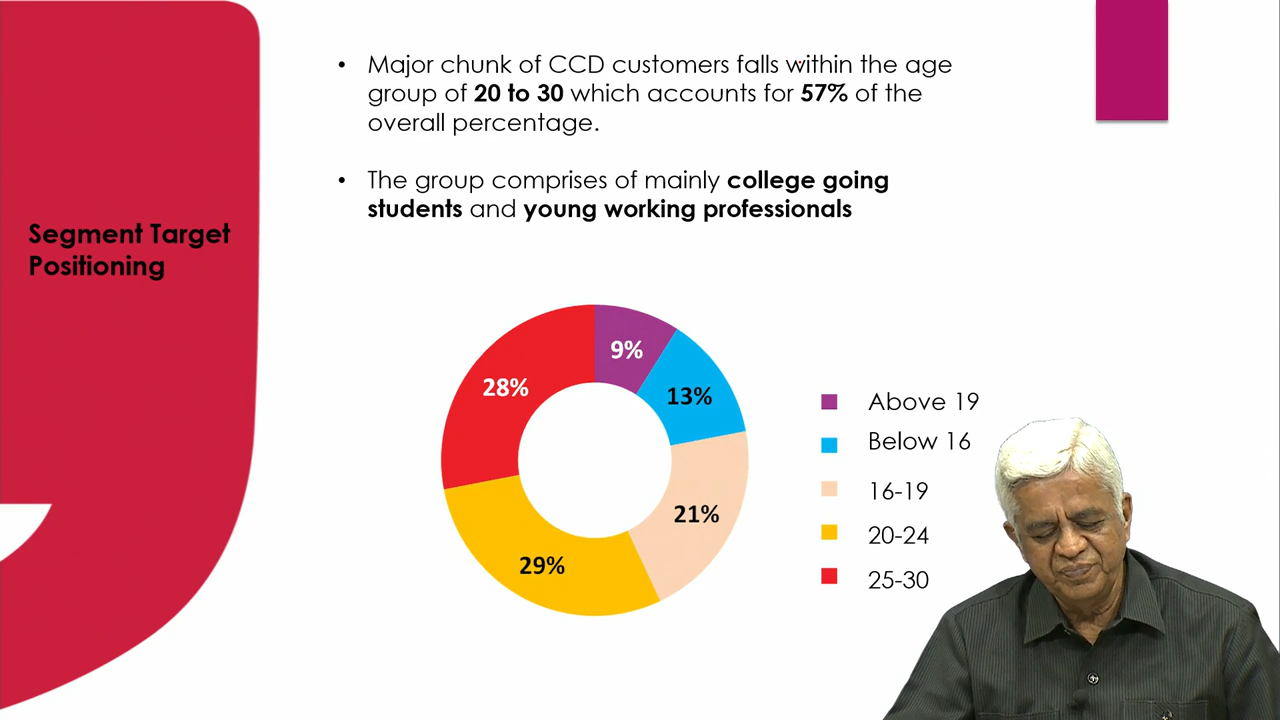 Segment Target
Positioning
• Major chunk of CCD customers falls within the age
group of 20 to 30 which accounts for 57% of the
overall percentage.
• The group comprises of mainly college going
students and young working professionals
9%
13%
21%
29%
28%
Above 19
Below 16
16-19
20-24
25-30